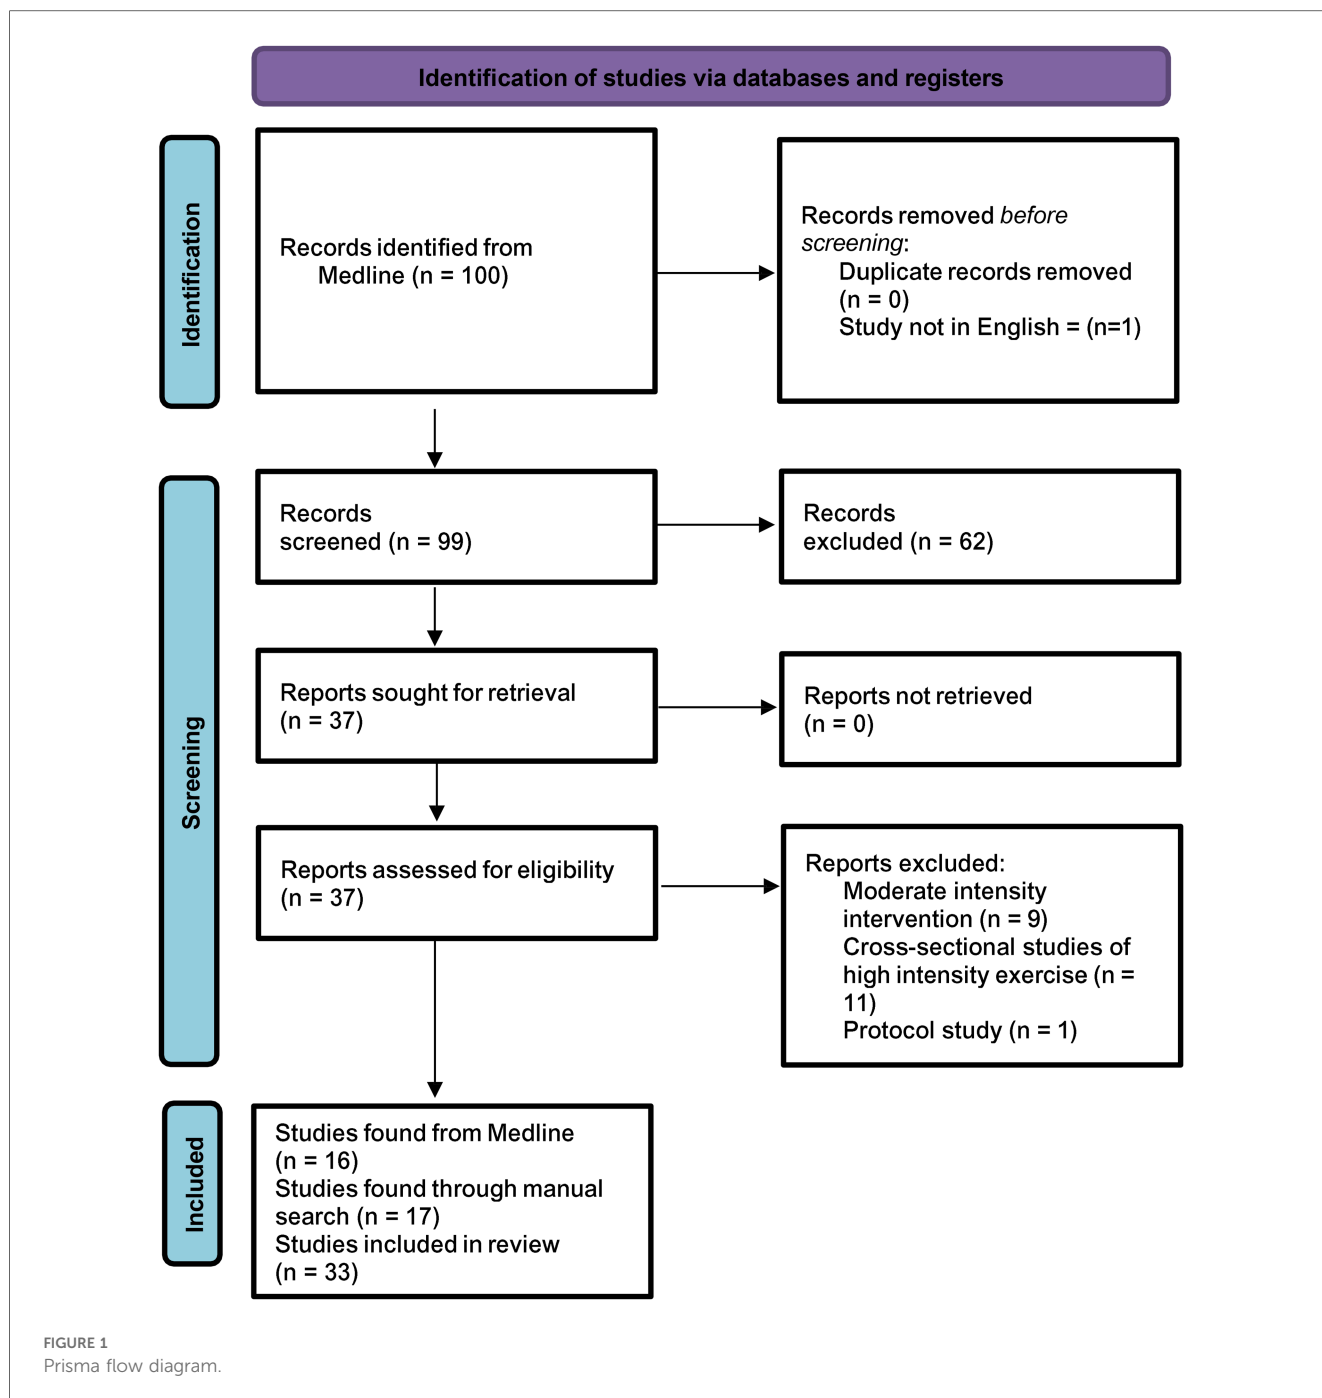 Identification of studies via databases and registers
Identification
Records identified from
Medline (n = 100)
Records removed before
screening:
Duplicate records removed
(n = 0)
Study not in English = (n=1)
Screening
Records
screened (n = 99)
Records
excluded (n = 62)
Reports sought for retrieval
(n = 37)
Reports not retrieved
(n = 0)
Reports assessed for eligibility
(n = 37)
Reports excluded:
Moderate intensity
intervention (n = 9)
Cross-sectional studies of
high intensity exercise (n =
11)
Protocol study (n = 1)
Included
Studies found from Medline
(n = 16)
Studies found through manual
search (n = 17)
Studies included in review
(n = 33)
FIGURE 1
Prisma flow diagram.